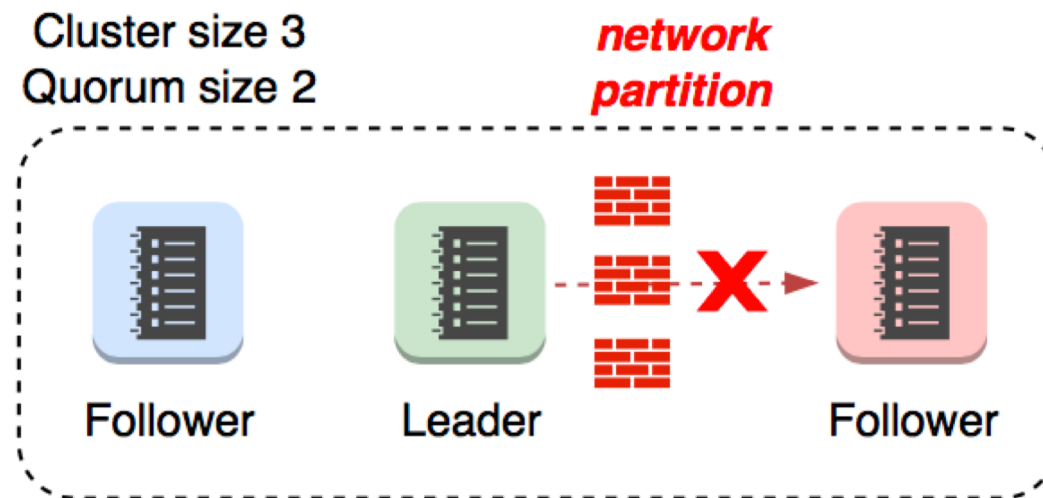 Cluster size 3
Quorum size 2
network
partition
Follower
Leader
Follower